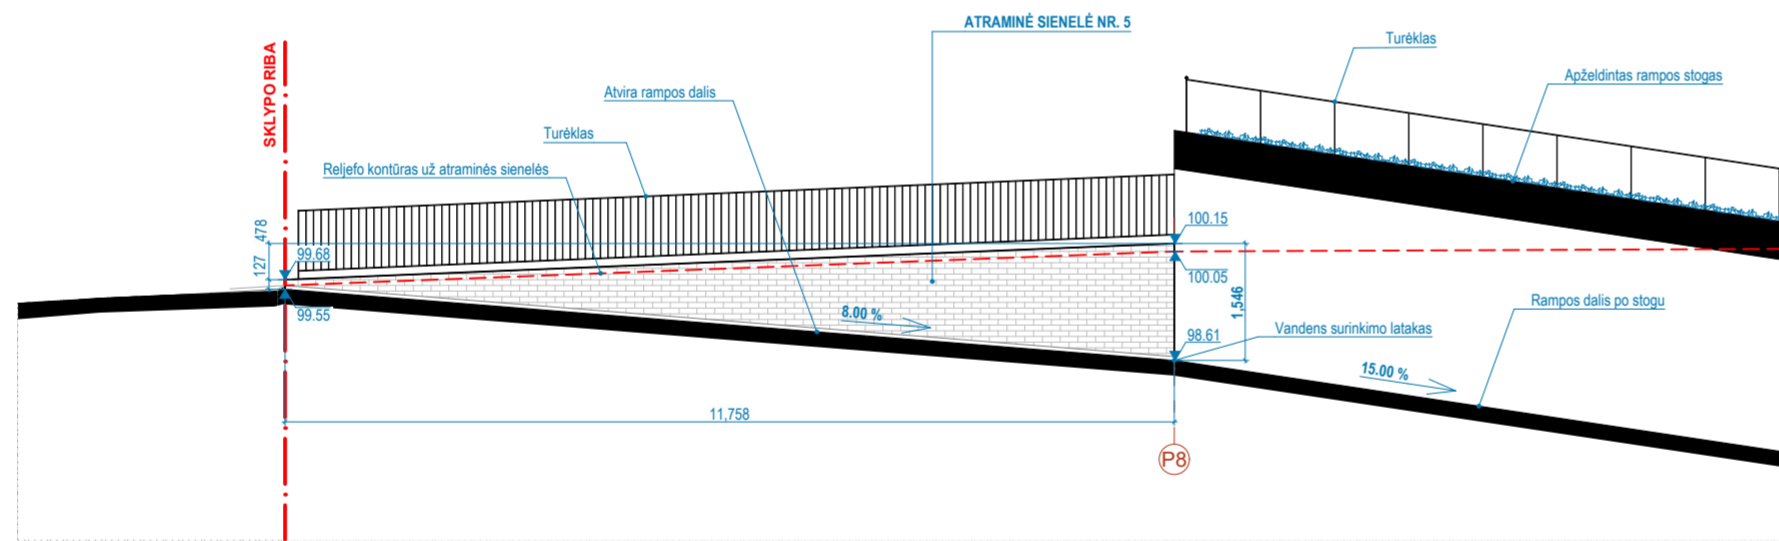 ATRAMINĖ SIENELĖ NR. 5
Turėklas
SKLYPO RIBA
Apželdintas rampos stogas
Atvira rampos dalis
Turėklas
Reljefo kontūras už atraminės sienelės
478
100.15
99.68
127
100.05
1,546
Rampos dalis po stogu
99.55
8.00 %
98.61
Vandens surinkimo latakas
15.00 %
11,758
P8